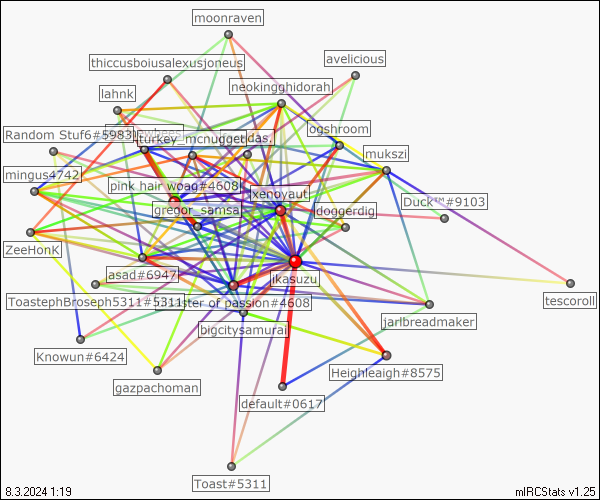 moonraven
avelicious
thiccusboiusalexusjoneus
neokingghidorah
lahnk
Random Stuf6#5983
turkey_mcnugget
das.
ogshroom
mukszi
mingus4742
pink hair woag#4608
xenoyaut
Duck™#9103
gregor_samsa
doggerdig
ZeeHonk
asad#6947
ikasuzu
ToastephBroseph5311#5311
ster of passion#4608
tescoroll
jarlbreadmaker
bigcitysamurai
Knowun#6424
Heighleaigh#8575
gazpachoman
default#0617
Toast#5311
8.3.2024 1:19
mIRCStats v1.25